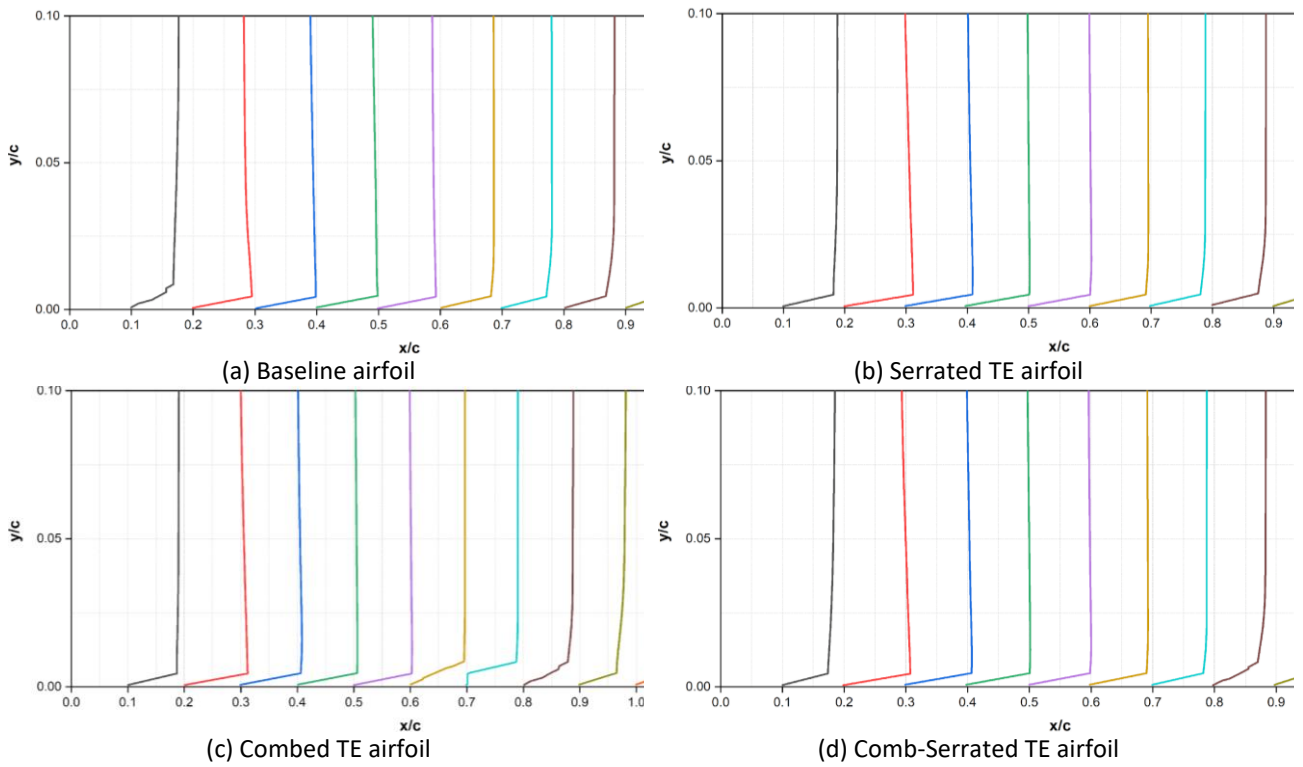 0.10
0.05
0.00
y/c
0.0 0.1 0.2 0.3 0.4 0.5 0.6 0.7 0.8 0.9
x/c
(a) Baseline airfoil
0.10
0.05
0.00
y/c
0.0 0.1 0.2 0.3 0.4 0.5 0.6 0.7 0.8 0.9
x/c
(b) Serrated TE airfoil
0.10
0.05
0.00
y/c
0.0 0.1 0.2 0.3 0.4 0.5 0.6 0.7 0.8 0.9 1.0
x/c
(c) Combed TE airfoil
0.10
0.05
0.00
y/c
0.0 0.1 0.2 0.3 0.4 0.5 0.6 0.7 0.8 0.9
x/c
(d) Comb-Serrated TE airfoil